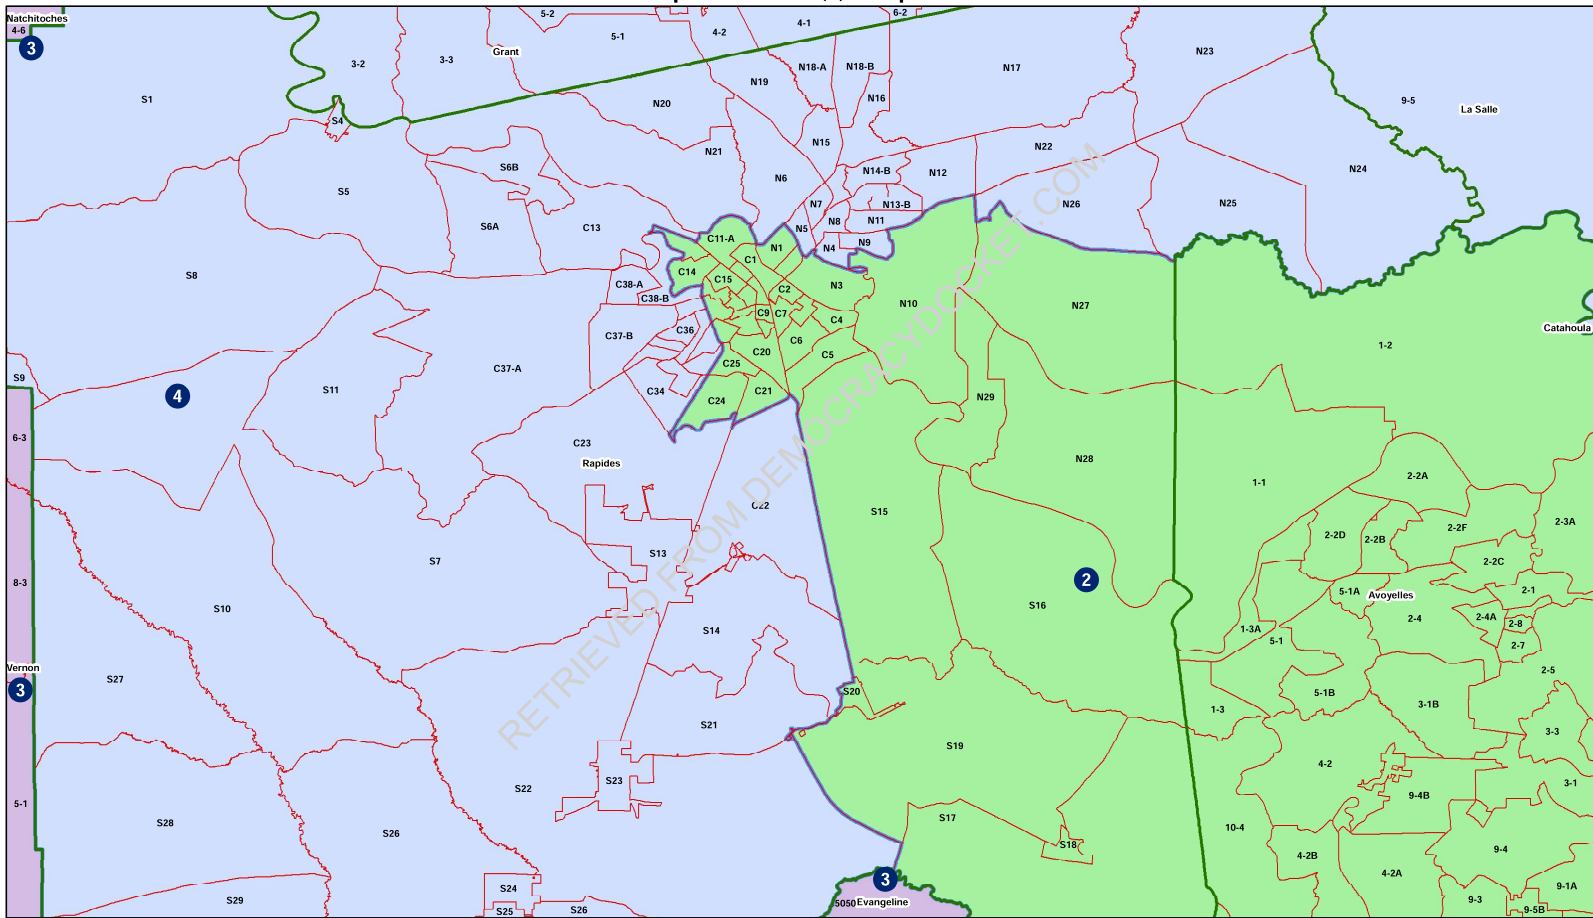 Natchitoches
4-6
3
5-2
5-1
4-2
4-1
6-2
Grant
3-2
3-3
N19
N18-A
N18-B
N17
N23
N16
S1
N20
9-5
La Salle
S4
N15
N22
N21
S6B
N14-B
N12
N24
N6
S5
N7
N13-B
N26
N25
S6A
C13
N5
N8
N11
C11-A
N1
N4
N9
C1
S8
C14
C15
C38-A
C38-B
C2
N3
N10
N27
C9
C7
C4
Catahoula
C36
C37-B
C6
1-2
C20
C5
C37-A
C25
S9
S11
4
C34
C24
C21
N29
6-3
C23
Rapides
N28
1-1
2-2A
C22
S15
2-3A
2-2F
2-2D
2-2B
S13
S7
2-2C
8-3
2
2-1
5-1A
Avoyelles
S10
S16
2-4
2-4A
2-8
1-3A
5-1
2-7
S14
Vernon
3
2-5
S27
S20
5-1B
3-1B
1-3
S21
3-3
S19
4-2
S23
S22
3-1
9-4B
5-1
S17
S28
S26
10-4
S18
9-4
4-2B
4-2A
3
S24
9-1A
S29
S25
S26
5050
Evangeline
9-3
9-5B
RETRIEVED FROM DEMOCRACYDOCKET.COM